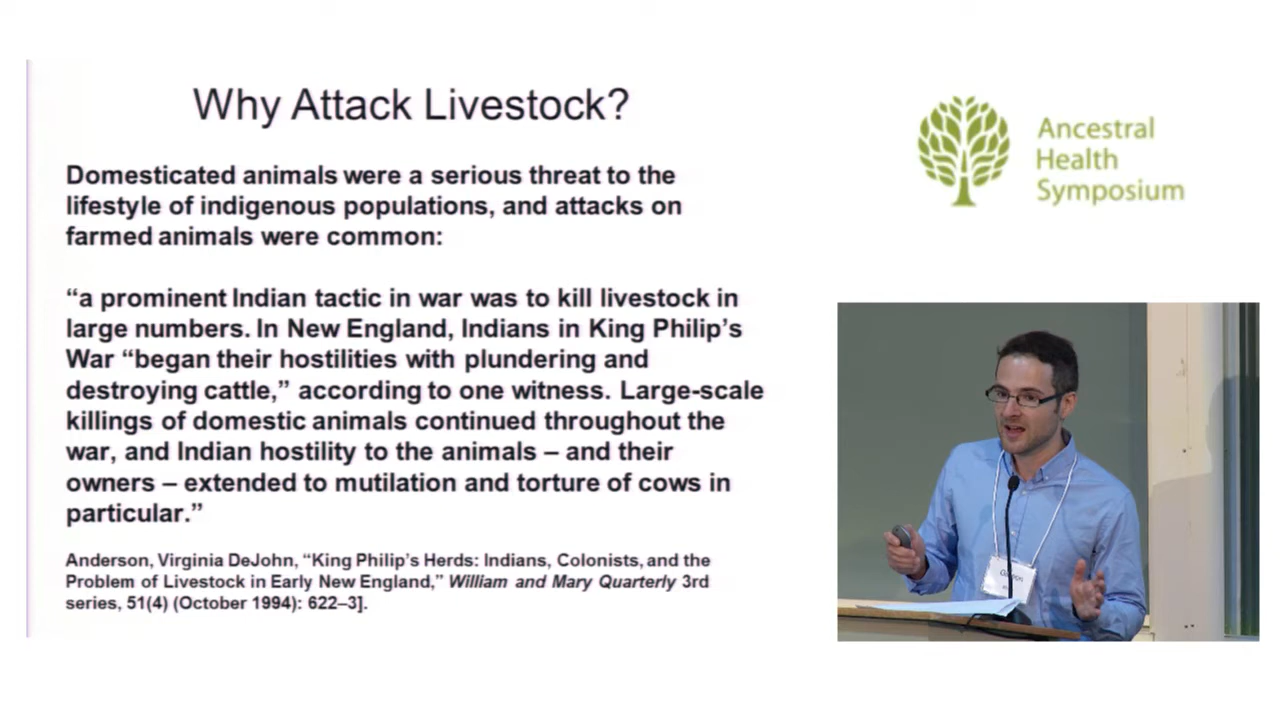 Why Attack Livestock?
Domesticated animals were a serious threat to the
lifestyle of indigenous populations, and attacks on
farmed animals were common:
“a prominent Indian tactic in war was to kill livestock in
large numbers. In New England, Indians in King Philip’s
War “began their hostilities with plundering and
destroying cattle,” according to one witness. Large-scale
killings of domestic animals continued throughout the
war, and Indian hostility to the animals – and their
owners – extended to mutilation and torture of cows in
particular.”
Anderson, Virginia DeJohn, “King Philip’s Herds: Indians, Colonists, and the
Problem of Livestock in Early New England,” William and Mary Quarterly 3rd
series, 51(4) (October 1994): 622–3].
Ancestral
Health
Symposium